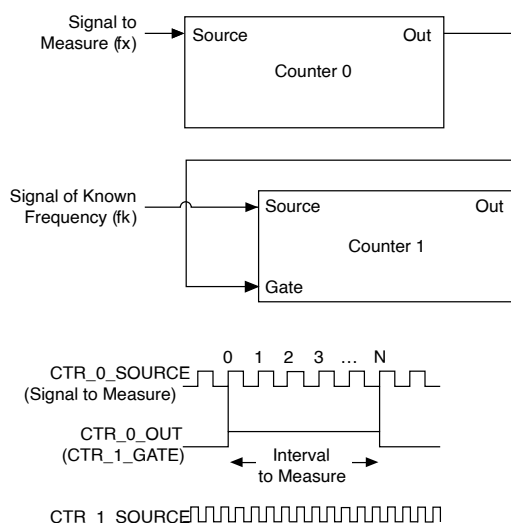 Signal to
Measure (fx)
Source
Out
Counter 0
Signal of Known
Frequency (fk)
Source
Out
Counter 1
Gate
0 1 2 3 … N
CTR_0_SOURCE
(Signal to Measure)
CTR_0_OUT
(CTR_1_GATE)
Interval
to Measure
CTR_1_SOURCE